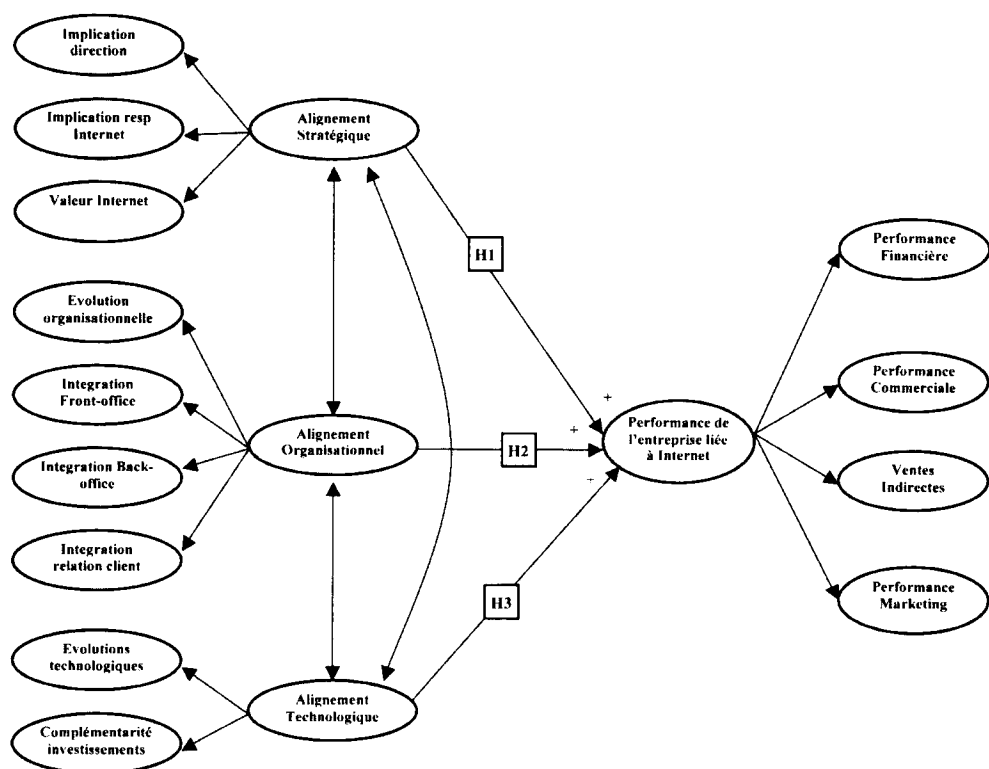 Implication
direction
Implication resp
Internet
Valeur Internet
Alignement
Stratégique
H1
Evolution
organisationnelle
Integration
Front-office
Integration Back-
office
Integration
relation client
Alignement
Organisationnel
H2
+
+
+
Performance de
l'entreprise liée
à Internet
Performance
Financière
Performance
Commerciale
Ventes
Indirectes
Performance
Marketing
H3
Evolutions
technologiques
Complémentarité
investissements
Alignement
Technologique